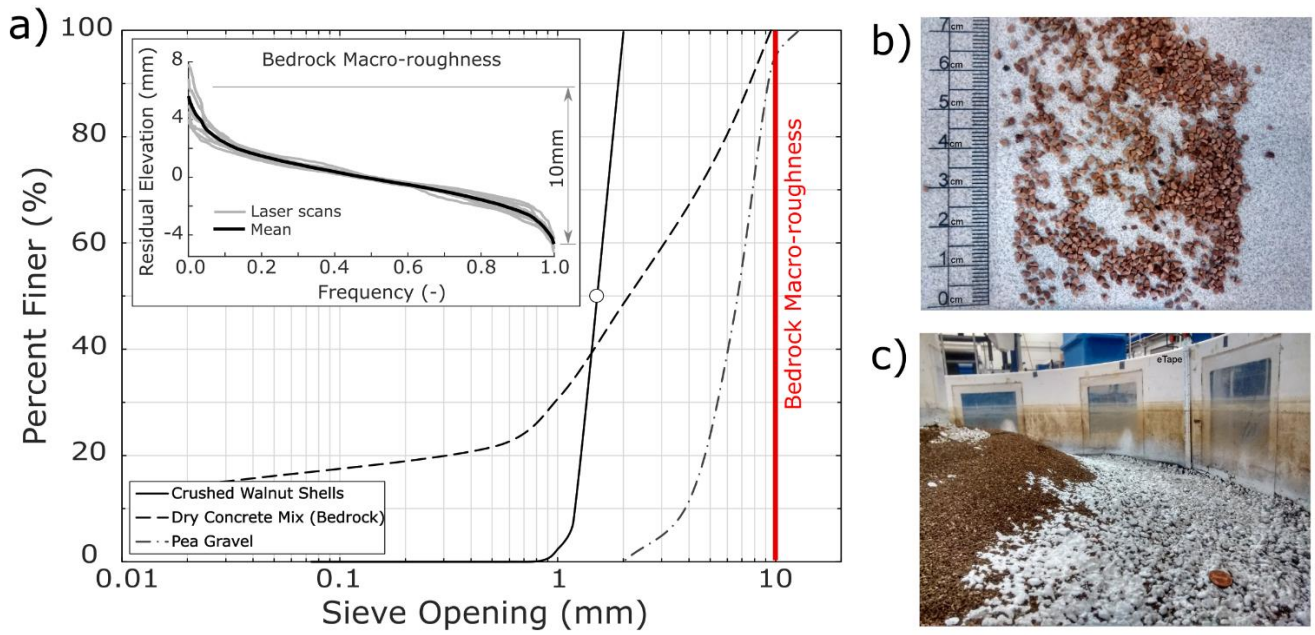 a)
100
80
60
40
20
0
Percent Finer (%)
0.01
0.1
1
10
Sieve Opening (mm)
Bedrock Macro-roughness
8
4
0
-4
Residual Elevation (mm)
Laser scans
Mean
10mm
0.0 0.2 0.4 0.6 0.8 1.0
Frequency (-)
Crushed Walnut Shells
Dry Concrete Mix (Bedrock)
Pea Gravel
Bedrock Macro-roughness
b)
7cm
6cm
5cm
4cm
3cm
2cm
1cm
0cm
c)
eTape